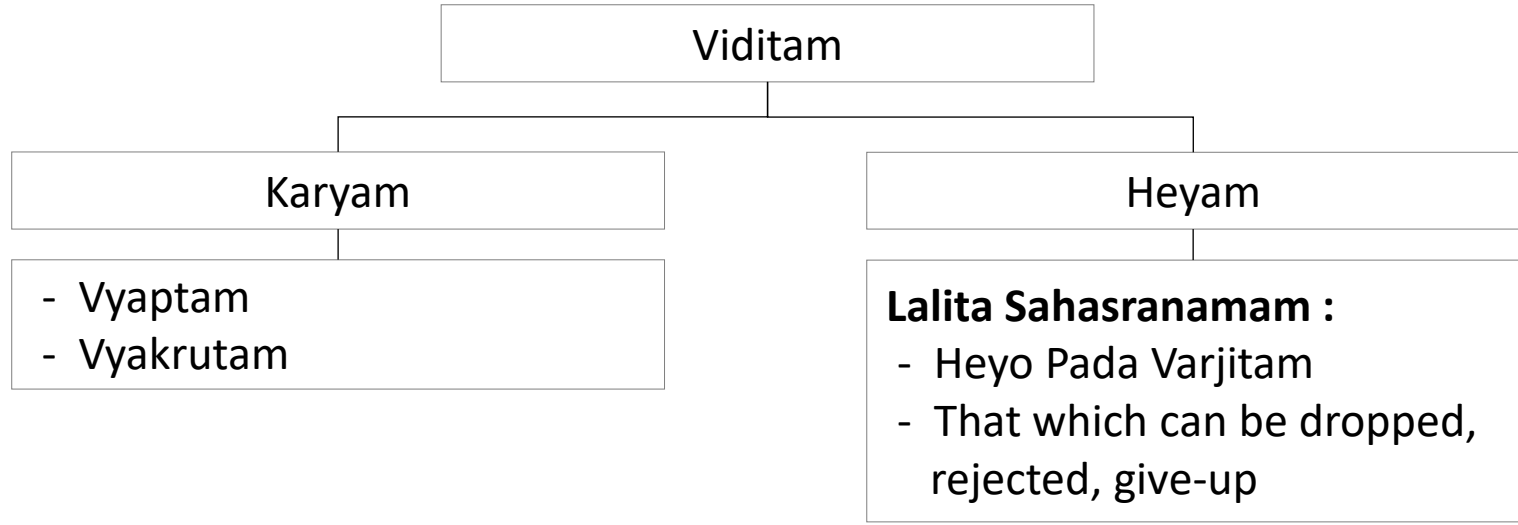 Viditam
Karyam
Heyam
- Vyaptam
- Vyakrutam
Lalita Sahasranamam :
- Heyo Pada Varjitam
- That which can be dropped,
rejected, give-up